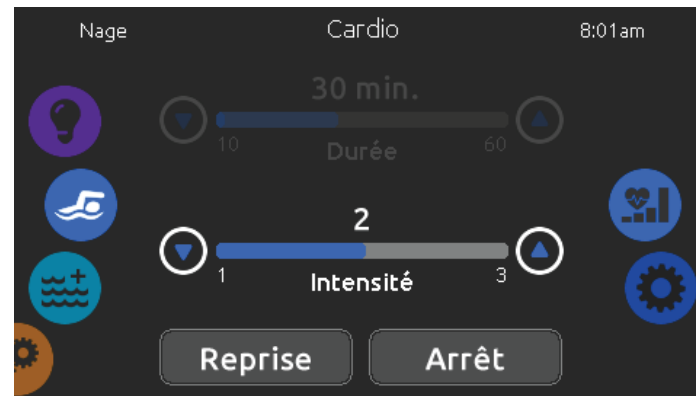 Nage Cardio 8:01am
30 min.
10 Durée 60
2
1 Intensité 3
Reprise Arrêt